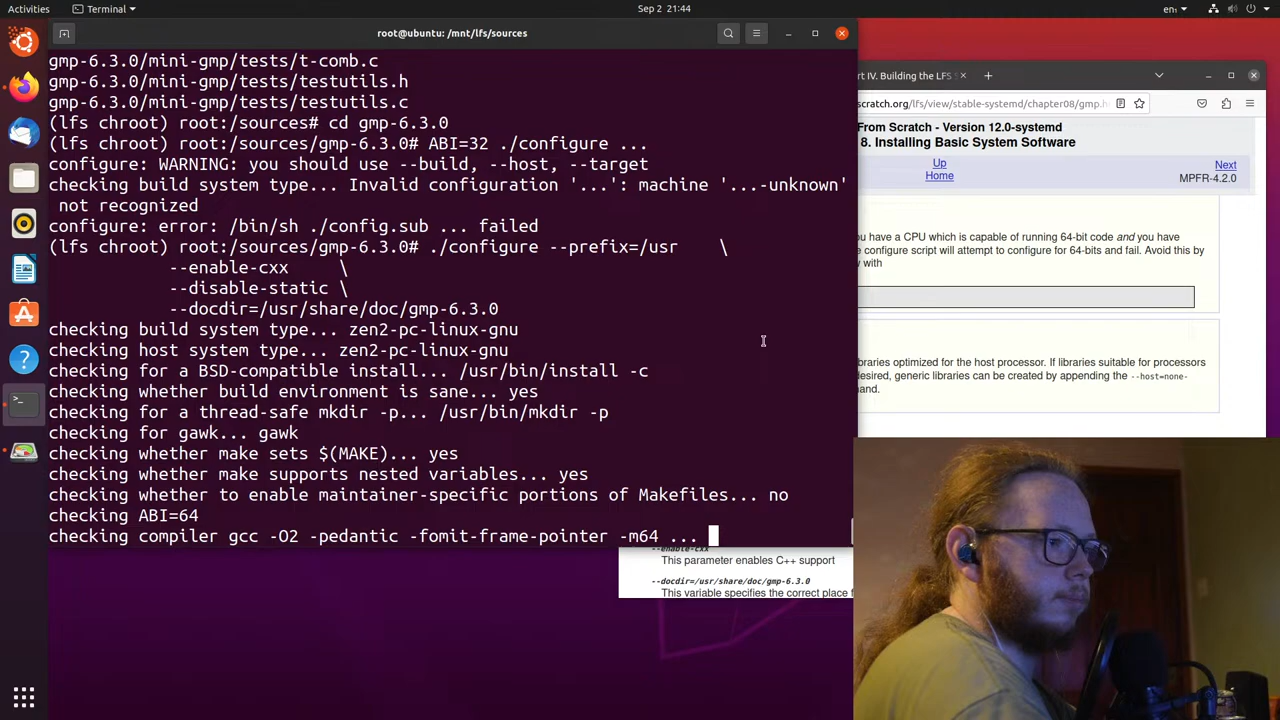 Activities
Terminal
Sep 2 21:44
en
root@ubuntu: /mnt/lfs/sources
gmp-6.3.0/mini-gmp/tests/t-comb.c
gmp-6.3.0/mini-gmp/tests/testutils.h
gmp-6.3.0/mini-gmp/tests/testutils.c
(lfs chroot) root:/sources# cd gmp-6.3.0
(lfs chroot) root:/sources/gmp-6.3.0# ABI=32 ./configure ...
configure: WARNING: you should use --build, --host, --target
checking build system type... Invalid configuration '...': machine '...-unknown'
not recognized
configure: error: /bin/sh ./config.sub ... failed
(lfs chroot) root:/sources/gmp-6.3.0# ./configure --prefix=/usr \
--enable-cxx \
--disable-static \
--docdir=/usr/share/doc/gmp-6.3.0
checking build system type... zen2-pc-linux-gnu
checking host system type... zen2-pc-linux-gnu
checking for a BSD-compatible install... /usr/bin/install -c
checking whether build environment is sane... yes
checking for a thread-safe mkdir -p... /usr/bin/mkdir -p
checking for gawk... gawk
checking whether make sets $(MAKE)... yes
checking whether make supports nested variables... yes
checking whether to enable maintainer-specific portions of Makefiles... no
checking ABI=64
checking compiler gcc -O2 -pedantic -fomit-frame-pointer -m64 ...
rt IV. Building the LFS
scratch.org/lfs/view/stable-systemd/chapter08/gmp.h
From Scratch - Version 12.0-systemd
8. Installing Basic System Software
Up
Home
Next
MPFR-4.2.0
ou have a CPU which is capable of running 64-bit code and you have
configure script will attempt to configure for 64-bits and fail. Avoid this by
w with
braries optimized for the host processor. If libraries suitable for processors
desired, generic libraries can be created by appending the --host=none-
mand.
--enable-cxx
This parameter enables C++ support
--docdir=/usr/share/doc/gmp-6.3.0
This variable specifies the correct place f